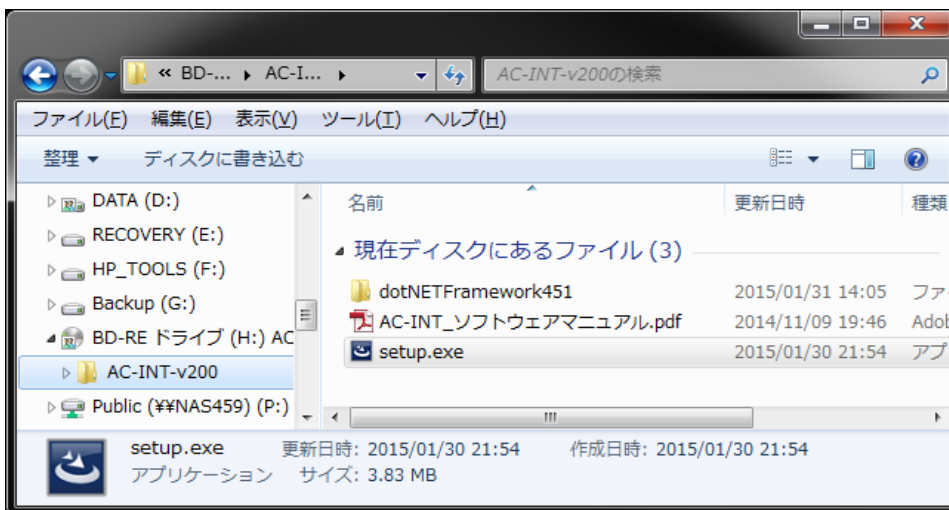 « BD-... ▸ AC-I... ▸
AC-INT-v200の検索
ファイル(F) 編集(E) 表示(V) ツール(T) ヘルプ(H)
整理 ▼ ディスクに書き込む
DATA (D:)
RECOVERY (E:)
HP_TOOLS (F:)
Backup (G:)
BD-RE ドライブ (H:) AC
AC-INT-v200
Public (¥¥NAS459) (P:)
名前 更新日時 種類
現在ディスクにあるファイル (3)
dotNETFramework451 2015/01/31 14:05 ファ
AC-INT_ソフトウェアマニュアル.pdf 2014/11/09 19:46 Adob
setup.exe 2015/01/30 21:54 アプ
setup.exe 更新日時: 2015/01/30 21:54 作成日時: 2015/01/30 21:54
アプリケーション サイズ: 3.83 MB